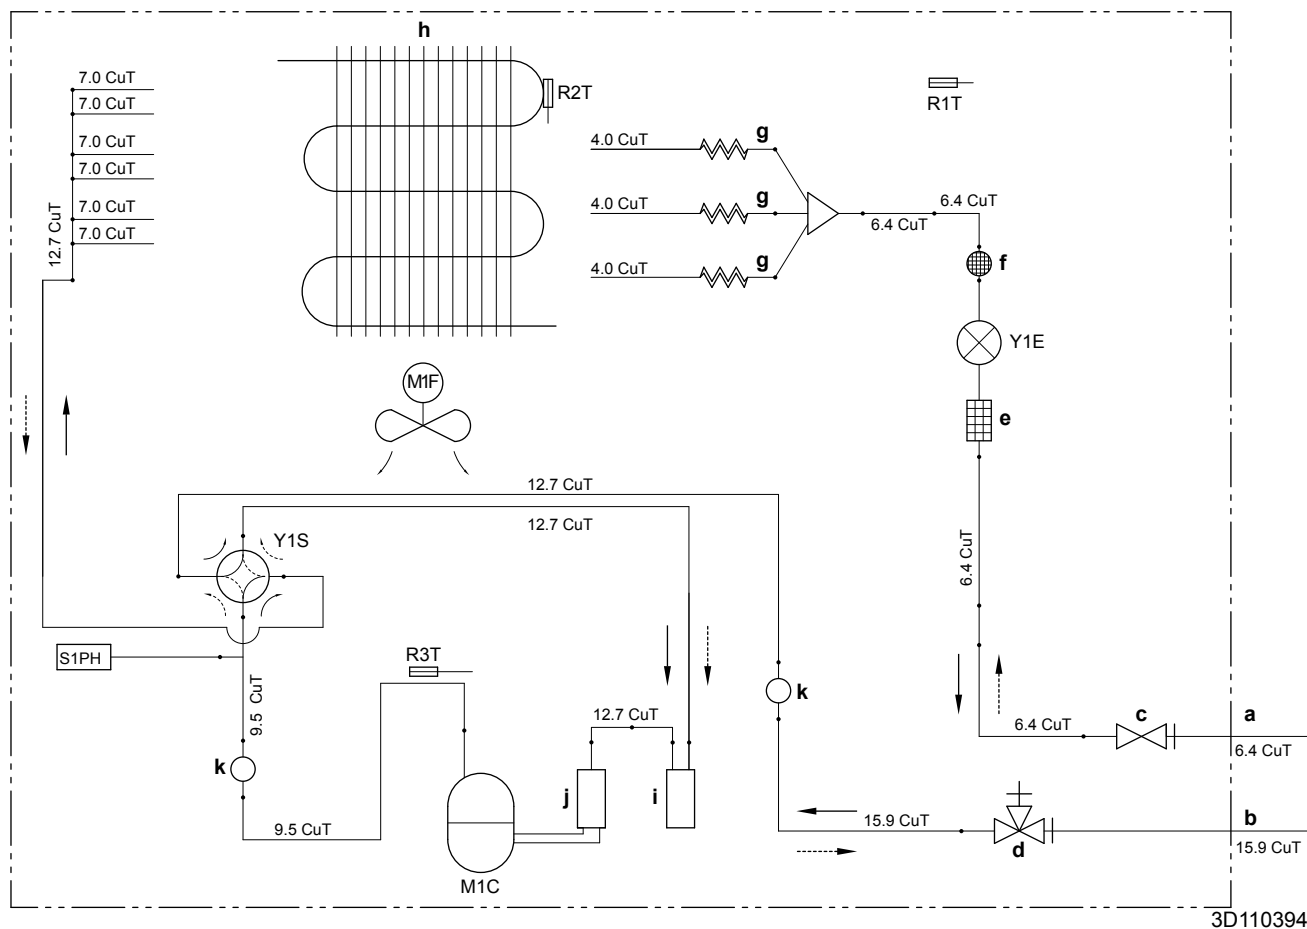 h
7.0 CuT
7.0 CuT
7.0 CuT
7.0 CuT
7.0 CuT
7.0 CuT
12.7 CuT
R2T
R1T
4.0 CuT
g
4.0 CuT
g
4.0 CuT
g
6.4 CuT
6.4 CuT
f
Y1E
e
M1F
12.7 CuT
12.7 CuT
Y1S
6.4 CuT
S1PH
R3T
9.5 CuT
k
12.7 CuT
k
6.4 CuT
c
a
6.4 CuT
j
i
9.5 CuT
M1C
15.9 CuT
d
b
15.9 CuT
3D110394